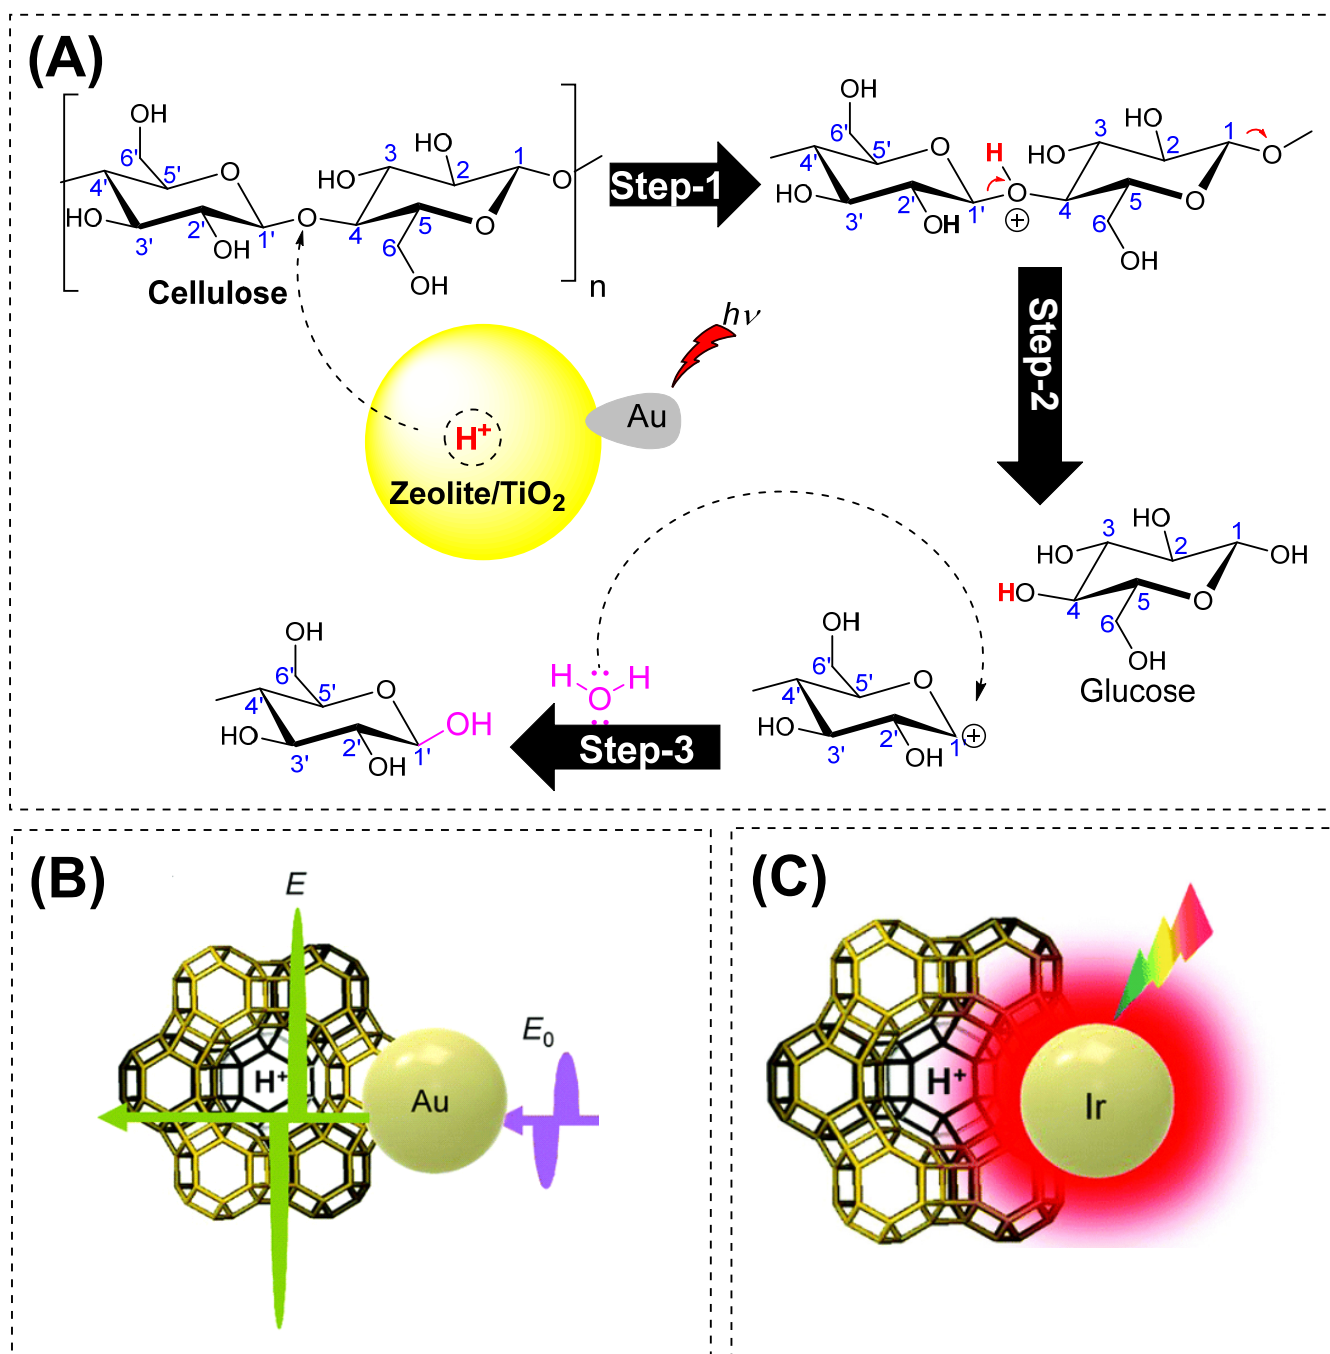 (A)
OH
6'
5'
O
4'
HO
3'
2'
OH
1'
O
HO
3
HO
2
1
O
4
5
O
6
OH
n
Cellulose
Step-1
OH
6'
5'
O
4'
HO
3'
2'
OH
1'
H
O
+
HO
3
HO
2
1
O
4
5
O
6
OH
Step-2
hν
Au
H+
Zeolite/TiO2
HO
3
HO
2
1
OH
HO
4
5
O
6
OH
Glucose
OH
6'
5'
O
4'
HO
3'
2'
OH
1'
+
H
H
O
Step-3
OH
6'
5'
O
4'
HO
3'
2'
OH
1'
OH
(B)
E
E0
H+
Au
(C)
H+
Ir